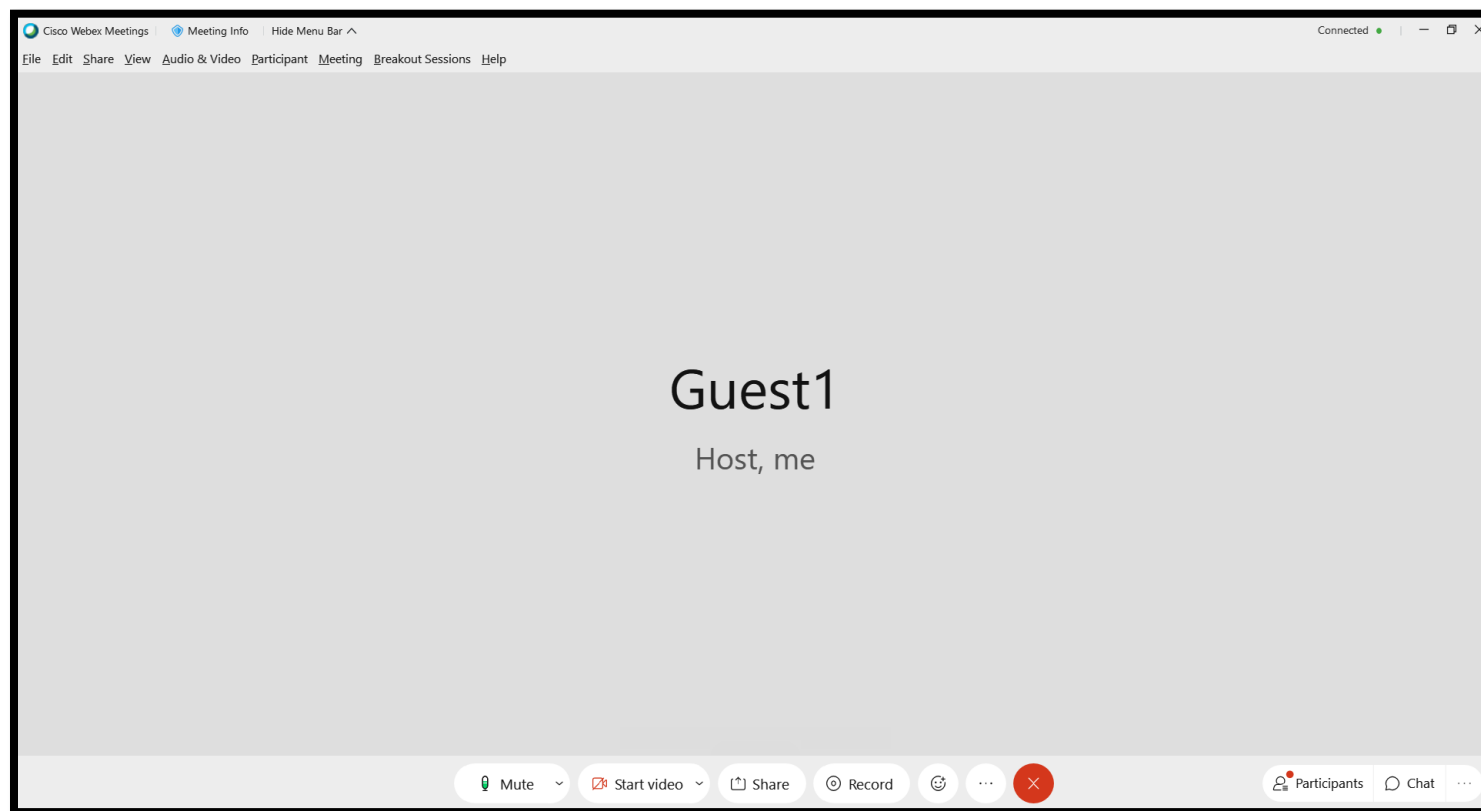 Cisco Webex Meetings Meeting Info Hide Menu Bar Connected
File Edit Share View Audio & Video Participant Meeting Breakout Sessions Help
Guest1
Host, me
Mute Start video Share Record Participants Chat